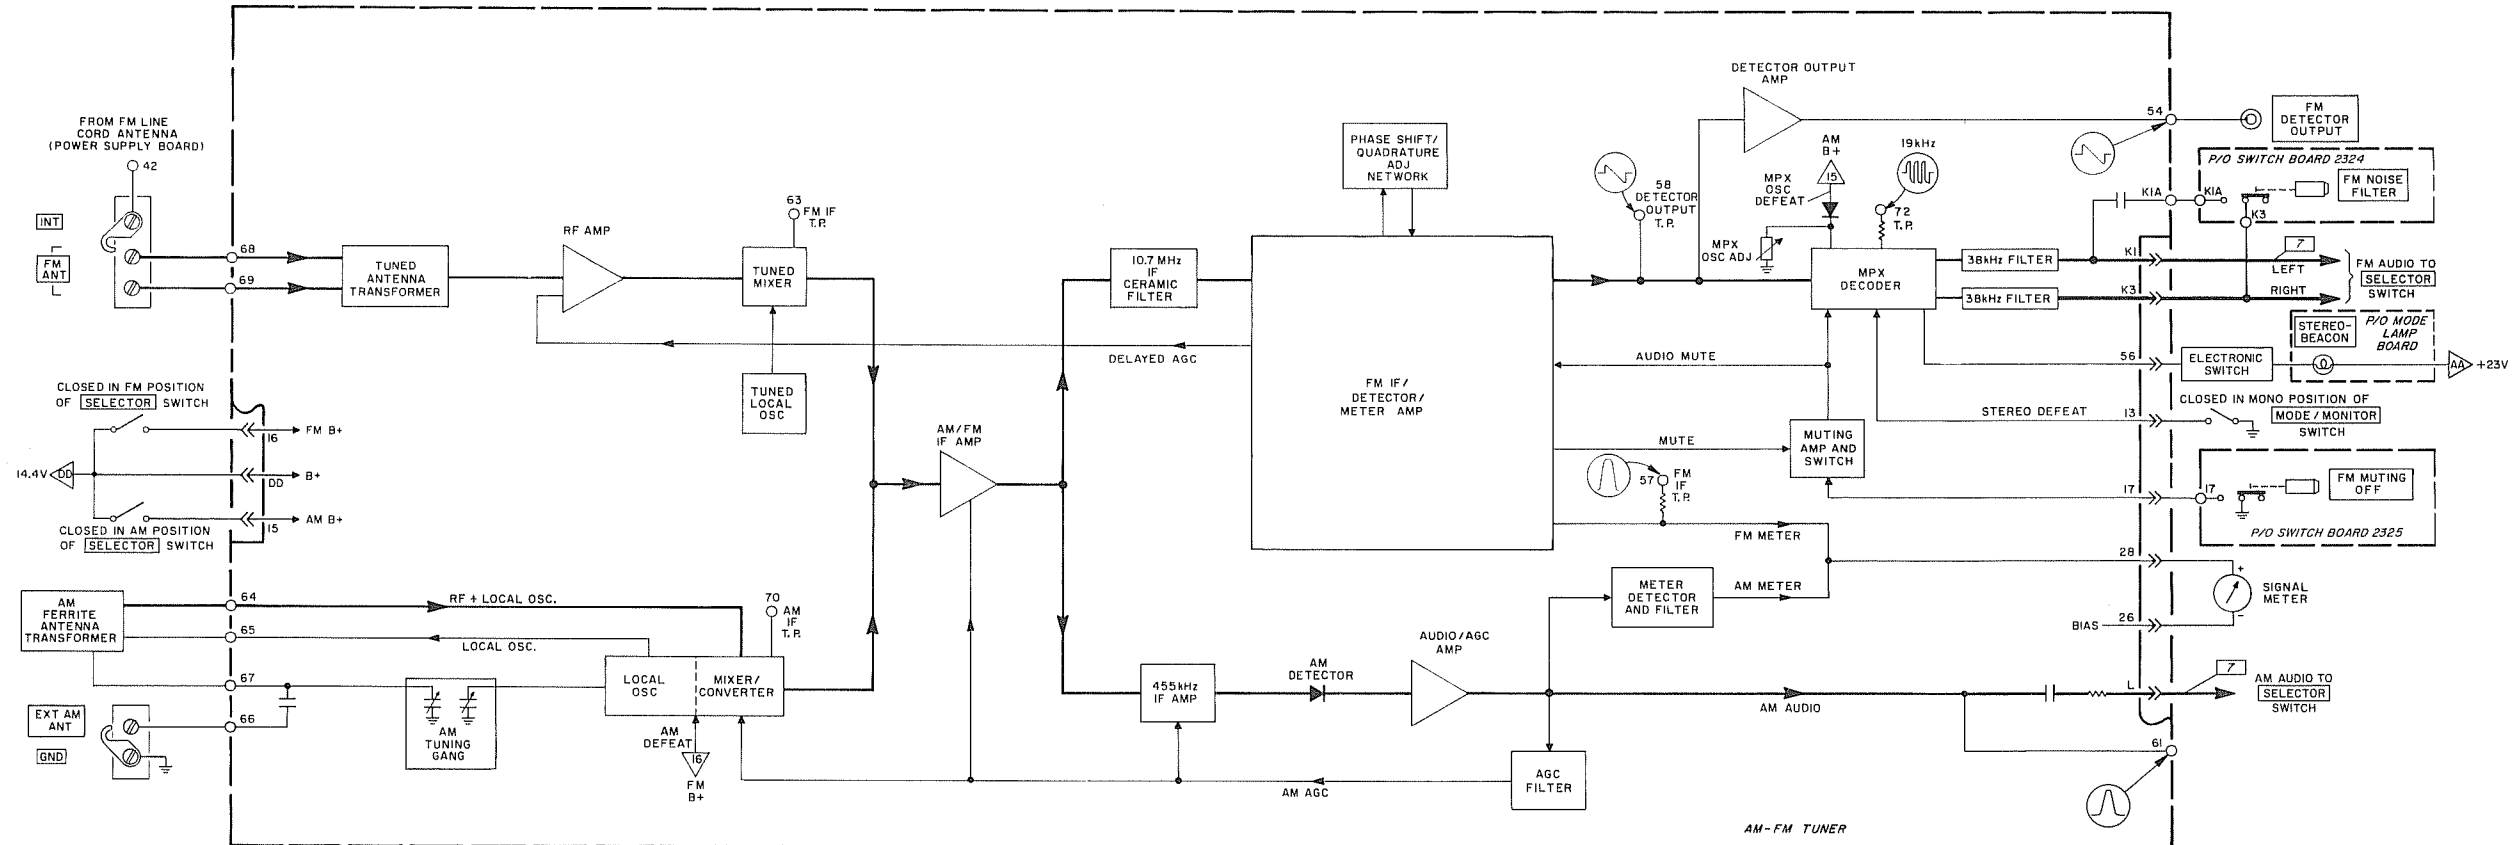 FROM FM LINE
CORD ANTENNA
(POWER SUPPLY BOARD)
42
INT
FM
ANT
68
69
TUNED
ANTENNA
TRANSFORMER
RF AMP
63
FM IF
T.P.
TUNED
MIXER
TUNED
LOCAL
OSC
DELAYED AGC
CLOSED IN FM POSITION
OF SELECTOR SWITCH
16
FM B+
14.4V
DD
DD
B+
15
AM B+
CLOSED IN AM POSITION
OF SELECTOR SWITCH
AM/FM
IF AMP
AM
FERRITE
ANTENNA
TRANSFORMER
64
RF + LOCAL OSC.
65
LOCAL OSC.
67
66
EXT AM
ANT
GND
AM
TUNING
GANG
LOCAL
OSC
MIXER/
CONVERTER
70
AM
IF
T.P.
AM
DEFEAT
16
FM
B+
10.7 MHz
IF
CERAMIC
FILTER
PHASE SHIFT/
QUADRATURE
ADJ
NETWORK
FM IF/
DETECTOR/
METER AMP
58
DETECTOR
OUTPUT
T.P.
DETECTOR OUTPUT
AMP
AM
B+
15
MPX
OSC
DEFEAT
MPX
OSC ADJ
19kHz
72
T.P.
MPX
DECODER
38kHz FILTER
38kHz FILTER
AUDIO MUTE
MUTE
MUTING
AMP AND
SWITCH
STEREO DEFEAT
57
FM
IF
T.P.
FM METER
METER
DETECTOR
AND FILTER
AM METER
455kHz
IF AMP
AM
DETECTOR
AUDIO/AGC
AMP
AM AUDIO
AGC
FILTER
AM AGC
54
FM
DETECTOR
OUTPUT
P/O SWITCH BOARD 2324
K1A
K1A
FM NOISE
FILTER
K3
K1
7
LEFT
K3
RIGHT
FM AUDIO TO
SELECTOR
SWITCH
56
ELECTRONIC
SWITCH
STEREO-
BEACON
P/O MODE
LAMP
BOARD
AA
+23V
13
CLOSED IN MONO POSITION OF
MODE/MONITOR
SWITCH
17
17
FM MUTING
OFF
P/O SWITCH BOARD 2325
28
+
SIGNAL
METER
-
BIAS
26
L
7
AM AUDIO TO
SELECTOR
SWITCH
61
AM-FM TUNER